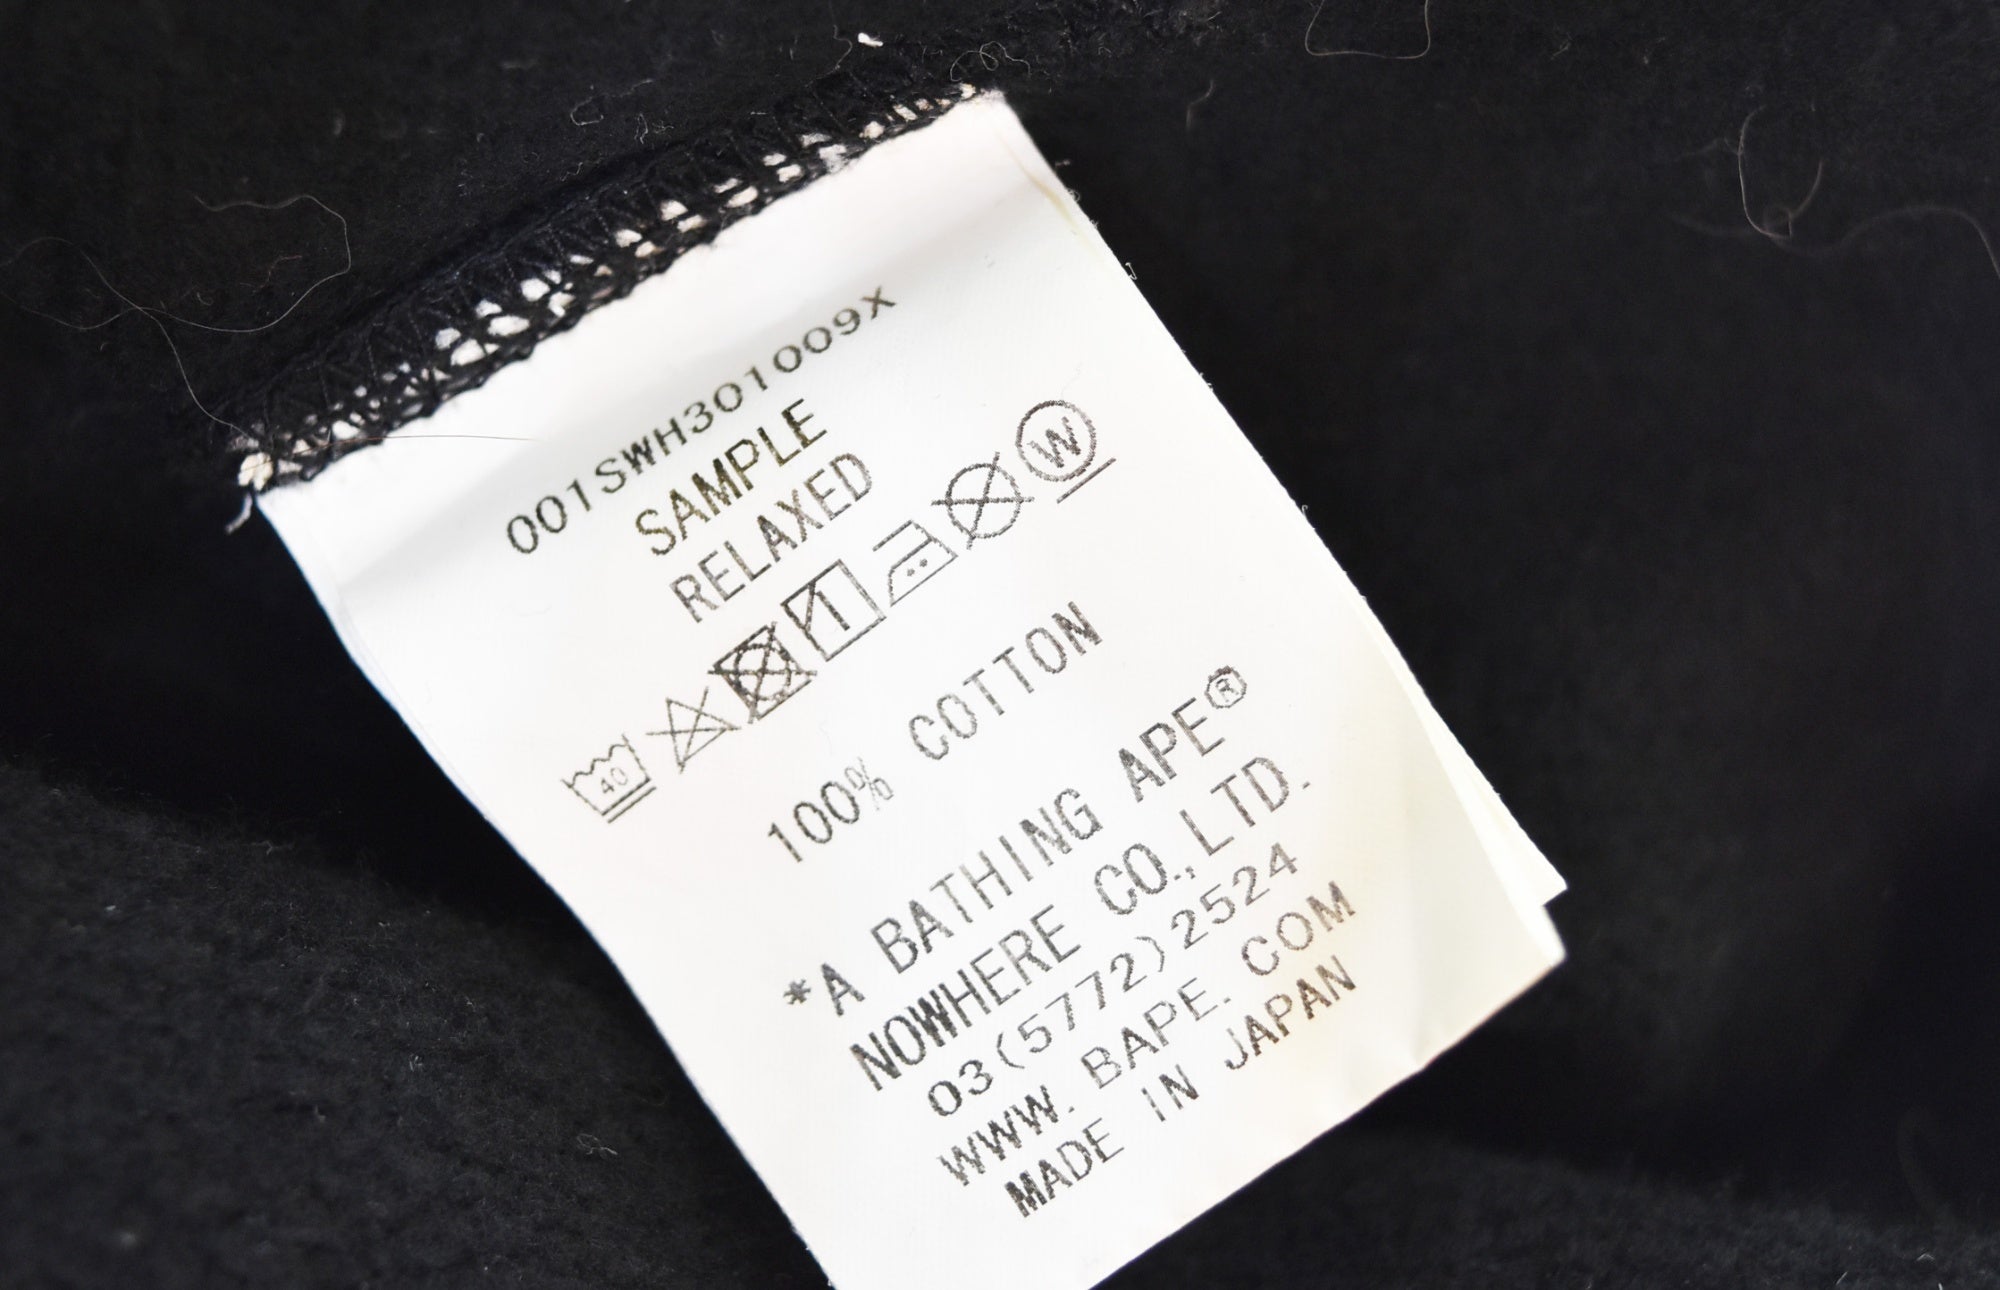 001SWH301009X
SAMPLE
RELAXED
40 1 W
100% COTTON
*A BATHING APE®
NOWHERE CO., LTD.
03(5772)2524
WWW. BAPE. COM
MADE IN JAPAN